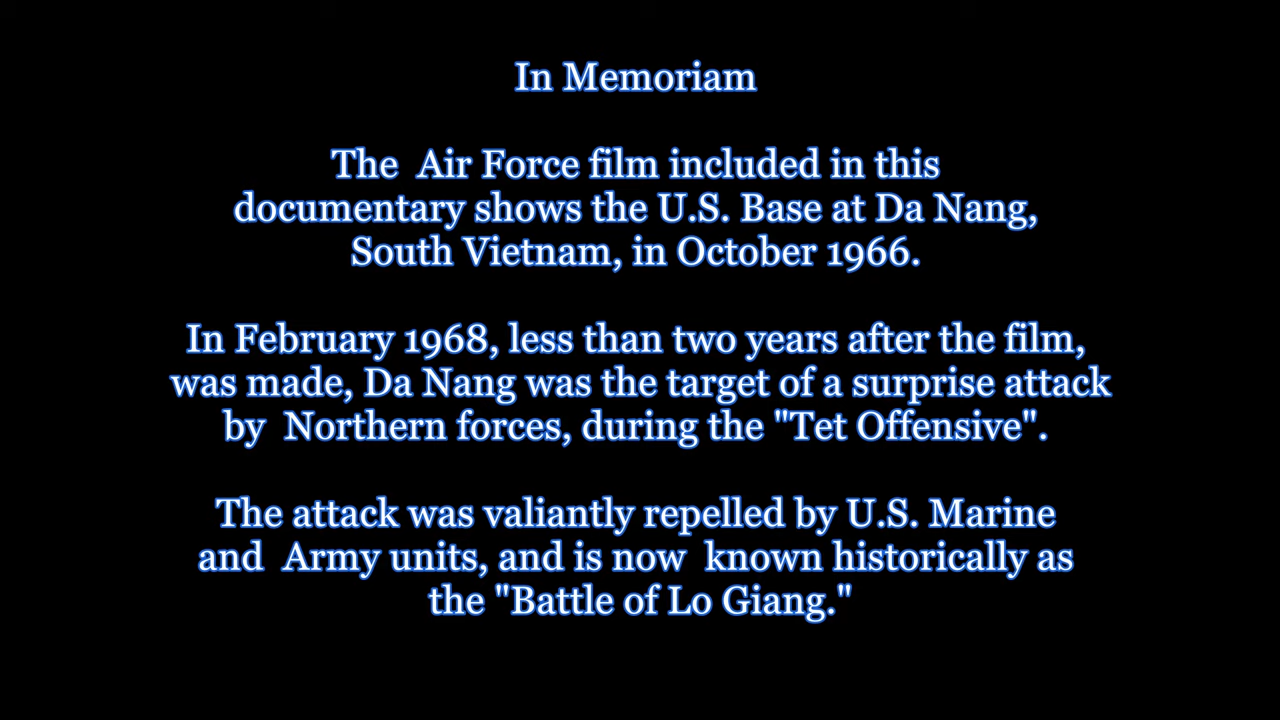 In Memoriam
The  Air Force film included in this
documentary shows the U.S. Base at Da Nang,
South Vietnam, in October 1966.
In February 1968, less than two years after the film,
was made, Da Nang was the target of a surprise attack
by  Northern forces, during the "Tet Offensive".
The attack was valiantly repelled by U.S. Marine
and  Army units, and is now  known historically as
the "Battle of Lo Giang."